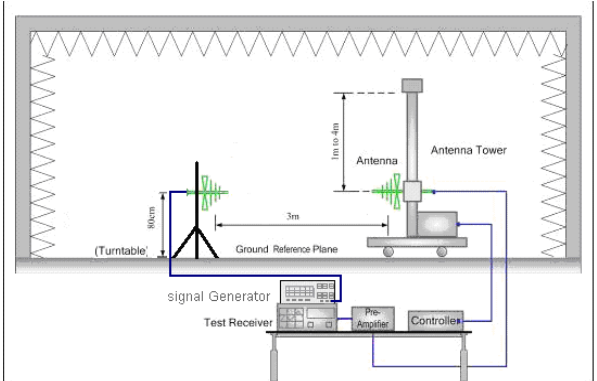 1m to 4m
Antenna
Antenna Tower
80cm
3m
(Turntable)
Ground Reference Plane
signal Generator
Test Receiver
Pre-
Amplifier
Controller